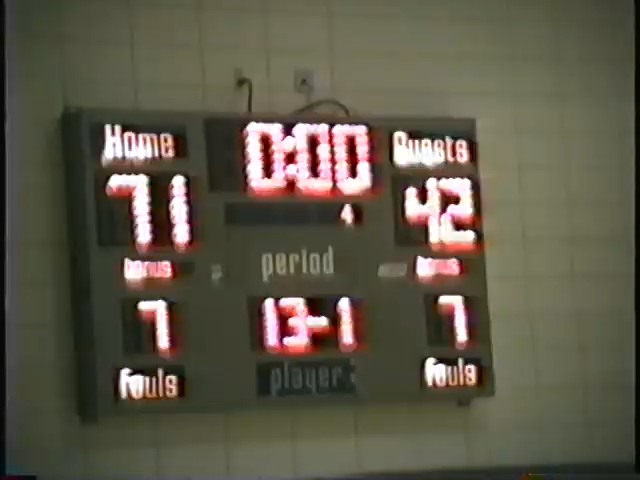 Home 0:00 Guests
71 4 42
bonus period bonus
7 13-1 7
fouls player fouls